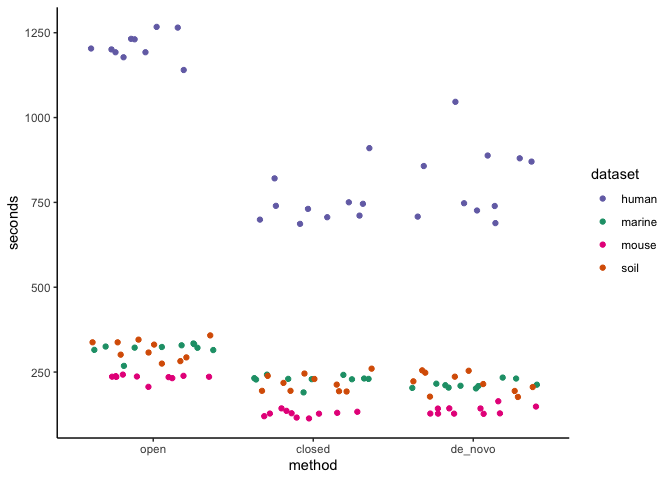 1250
1000
750
500
250
seconds
open
closed
de_novo
method
dataset
human
marine
mouse
soil